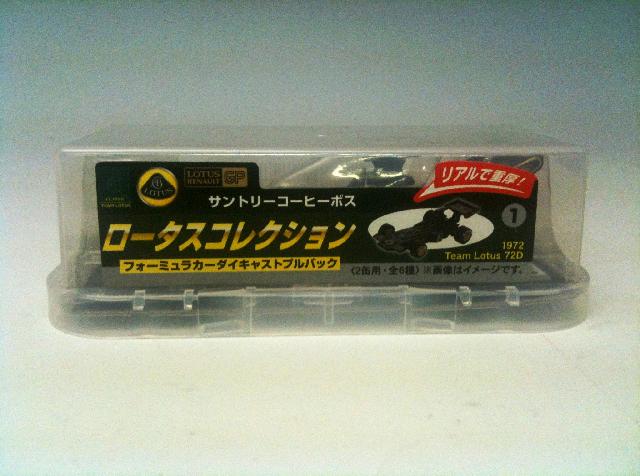 LOTUS
LOTUS
RENAULT
GP
TEAM LOTUS
サントリーコーヒーボス
リアルで重厚!
1
ロータスコレクション
1972
Team Lotus 72D
フォーミュラカーダイキャストプルバック
〈2缶用・全6種〉※画像はイメージです。